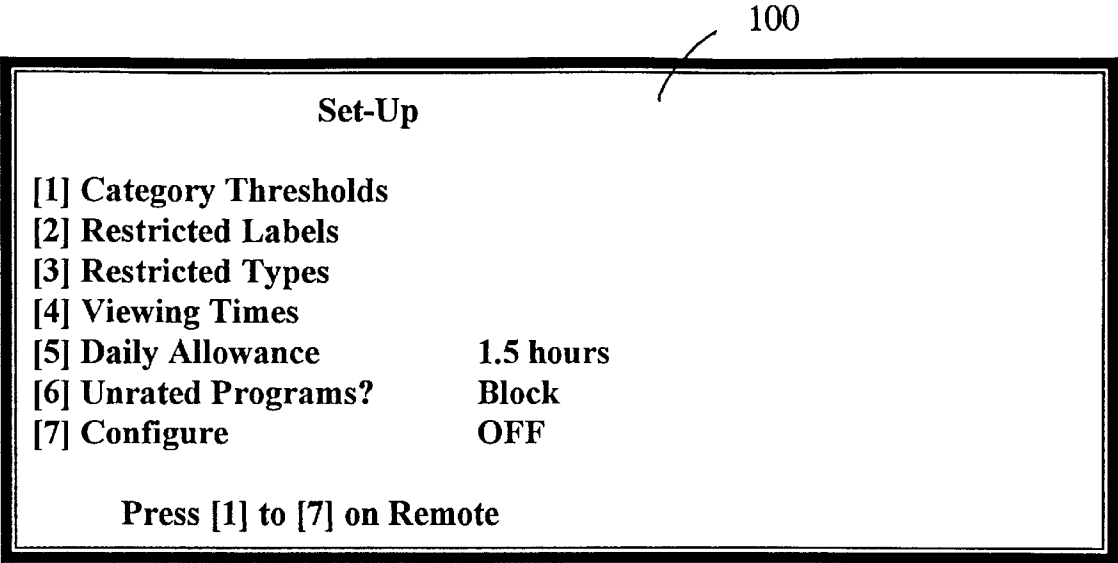 100
Set-Up
[1] Category Thresholds
[2] Restricted Labels
[3] Restricted Types
[4] Viewing Times
[5] Daily Allowance 1.5 hours
[6] Unrated Programs? Block
[7] Configure OFF
Press [1] to [7] on Remote